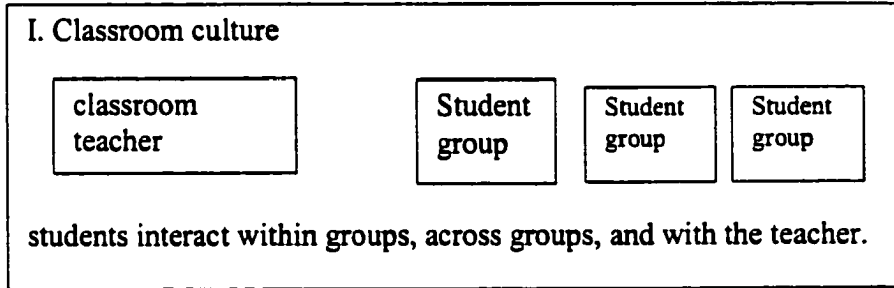 I. Classroom culture
classroom
teacher
Student
group
Student
group
Student
group
students interact within groups, across groups, and with the teacher.